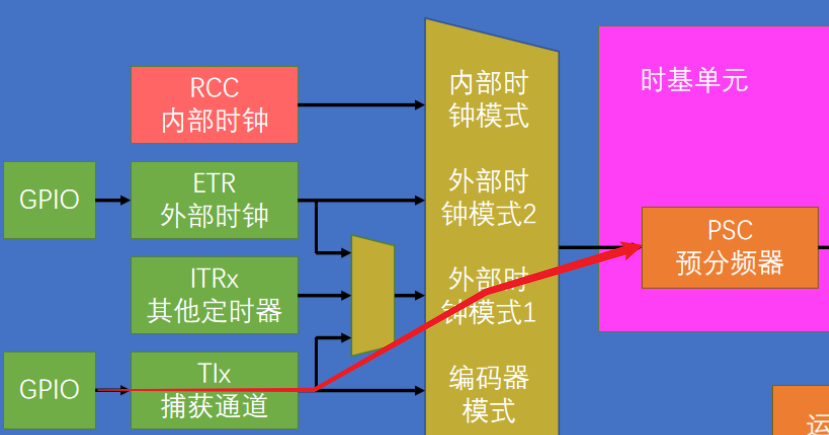 RCC
内部时钟
内部时
钟模式
时基单元
GPIO
ETR
外部时钟
外部时
钟模式2
PSC
预分频器
ITRx
其他定时器
外部时
钟模式1
GPIO
TIx
捕获通道
编码器
模式
运